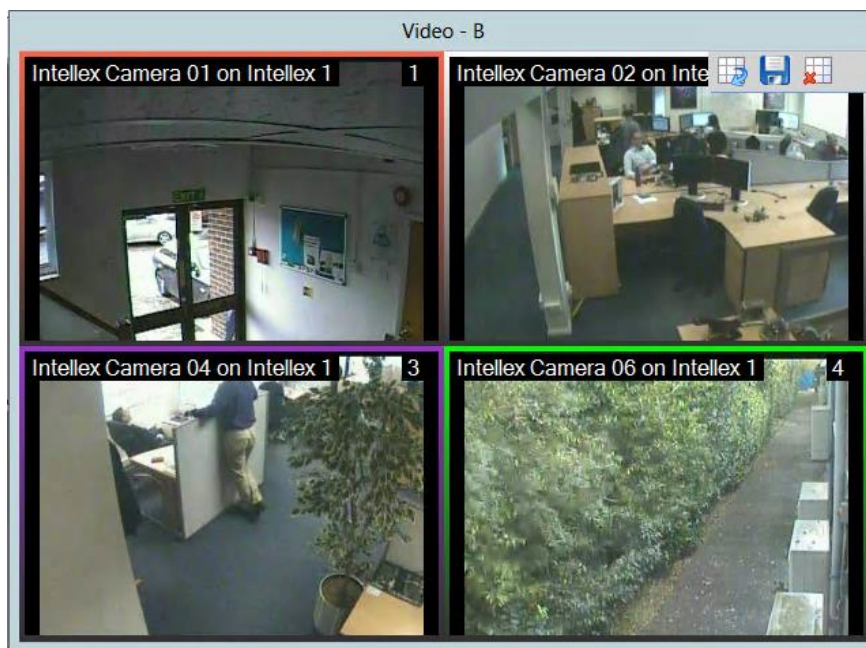 Video - B
Intellex Camera 01 on Intellex 1 1
Intellex Camera 02 on Inte
Intellex Camera 04 on Intellex 1 3
Intellex Camera 06 on Intellex 1 4
EXIT